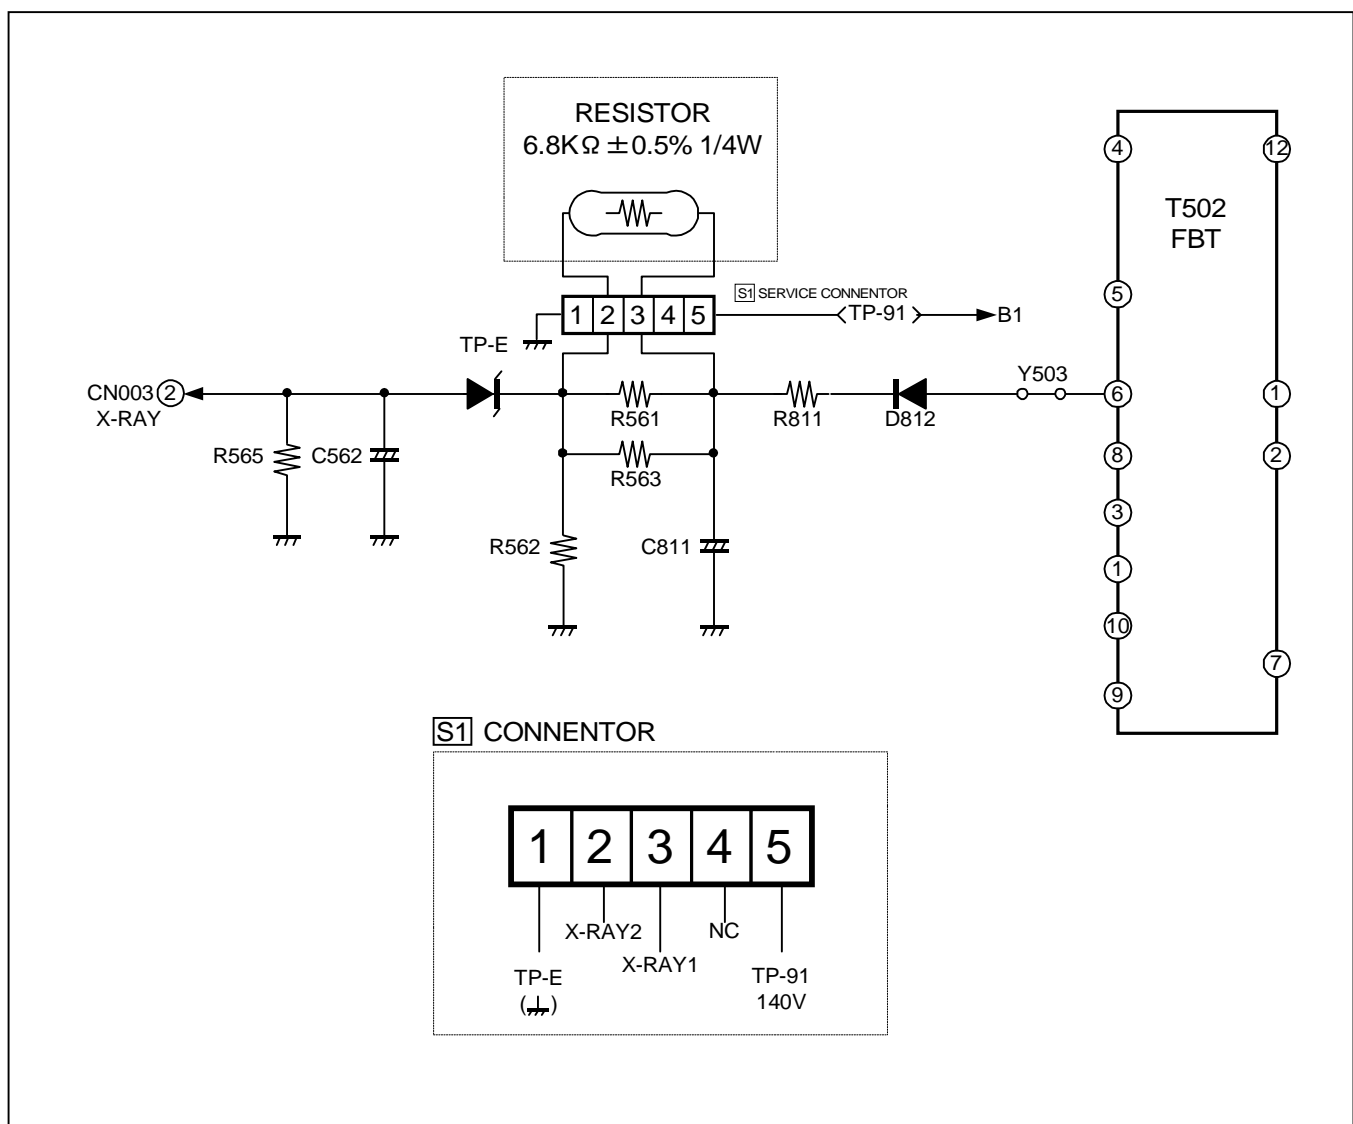 RESISTOR
6.8KΩ ±0.5% 1/4W
T502
FBT
4
12
5
6
1
8
2
3
1
10
7
9
S1 SERVICE CONNENTOR
1 2 3 4 5
TP-91
B1
TP-E
Y503
CN003 2
X-RAY
R561
R811
D812
R565
C562
R563
R562
C811
S1 CONNENTOR
1 2 3 4 5
X-RAY2
NC
X-RAY1
TP-E
TP-91
140V